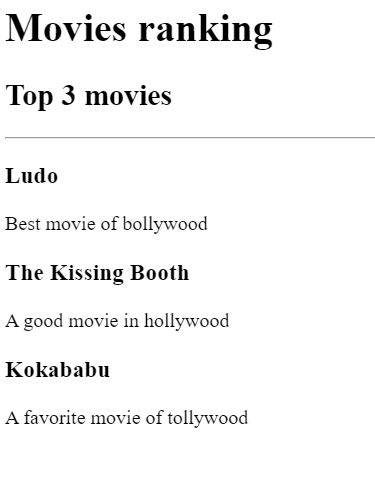 Movies ranking
Top 3 movies
Ludo
Best movie of bollywood
The Kissing Booth
A good movie in hollywood
Kokababu
A favorite movie of tollywood